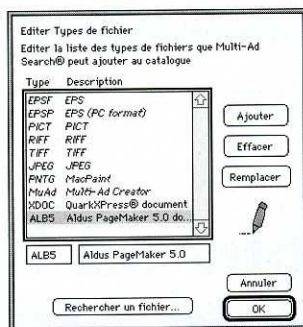 Editer Types de fichier
Editer la liste des types de fichiers que Multi-Ad
Search® peut ajouter au catalogue
Type Description
EPSF EPS
EPSP EPS (PC format)
PICT PICT
RIFF RIFF
TIFF TIFF
JPEG JPEG
PNTG MacPaint
MuAd Multi-Ad Creator
XDOC QuarkXPress® document
ALB5 Aldus PageMaker 5.0 do...
ALB5 Aldus PageMaker 5.0
Ajouter
Effacer
Remplacer
Annuler
Rechercher un fichier... OK